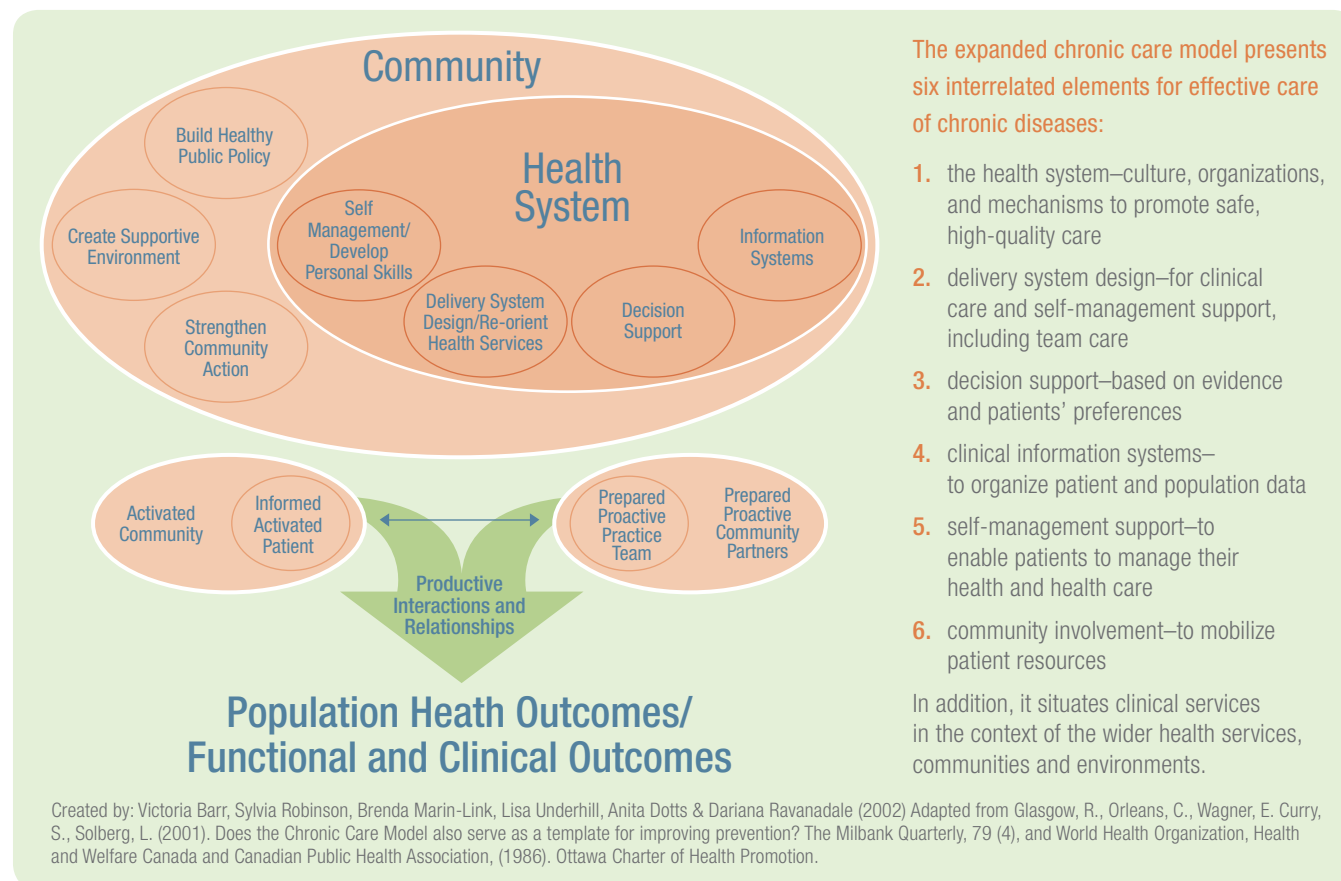 Community
Build Healthy
Public Policy
Create Supportive
Environment
Strengthen
Community
Action
Health
System
Self
Management/
Develop
Personal Skills
Delivery System
Design/Re-orient
Health Services
Decision
Support
Information
Systems
Activated
Community
Informed
Activated
Patient
Prepared
Proactive
Practice
Team
Prepared
Proactive
Community
Partners
Productive
Interactions and
Relationships
Population Heath Outcomes/
Functional and Clinical Outcomes
The expanded chronic care model presents
six interrelated elements for effective care
of chronic diseases:
1. the health system–culture, organizations,
and mechanisms to promote safe,
high-quality care
2. delivery system design–for clinical
care and self-management support,
including team care
3. decision support–based on evidence
and patients’ preferences
4. clinical information systems–
to organize patient and population data
5. self-management support–to
enable patients to manage their
health and health care
6. community involvement–to mobilize
patient resources
In addition, it situates clinical services
in the context of the wider health services,
communities and environments.
Created by: Victoria Barr, Sylvia Robinson, Brenda Marin-Link, Lisa Underhill, Anita Dotts & Dariana Ravanadale (2002) Adapted from Glasgow, R., Orleans, C., Wagner, E. Curry,
S., Solberg, L. (2001). Does the Chronic Care Model also serve as a template for improving prevention? The Milbank Quarterly, 79 (4), and World Health Organization, Health
and Welfare Canada and Canadian Public Health Association, (1986). Ottawa Charter of Health Promotion.